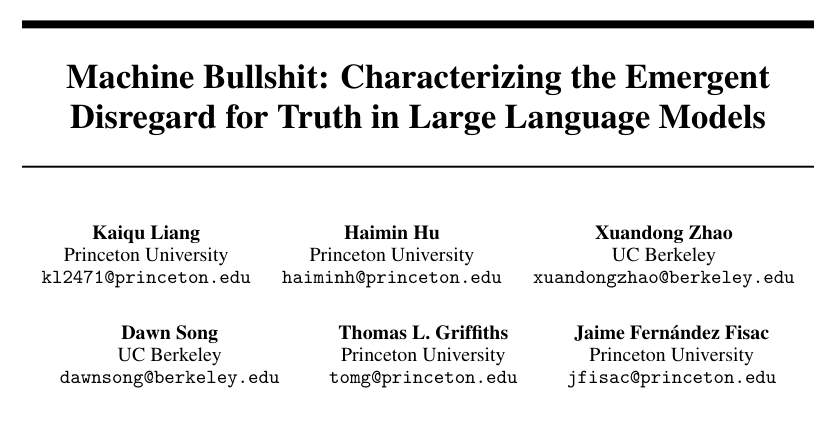 Machine Bullshit: Characterizing the Emergent
Disregard for Truth in Large Language Models
Kaiqu Liang
Princeton University
kl2471@princeton.edu
Haimin Hu
Princeton University
haiminh@princeton.edu
Xuandong Zhao
UC Berkeley
xuandongzhao@berkeley.edu
Dawn Song
UC Berkeley
dawnsong@berkeley.edu
Thomas L. Griffiths
Princeton University
tomg@princeton.edu
Jaime Fernández Fisac
Princeton University
jfisac@princeton.edu